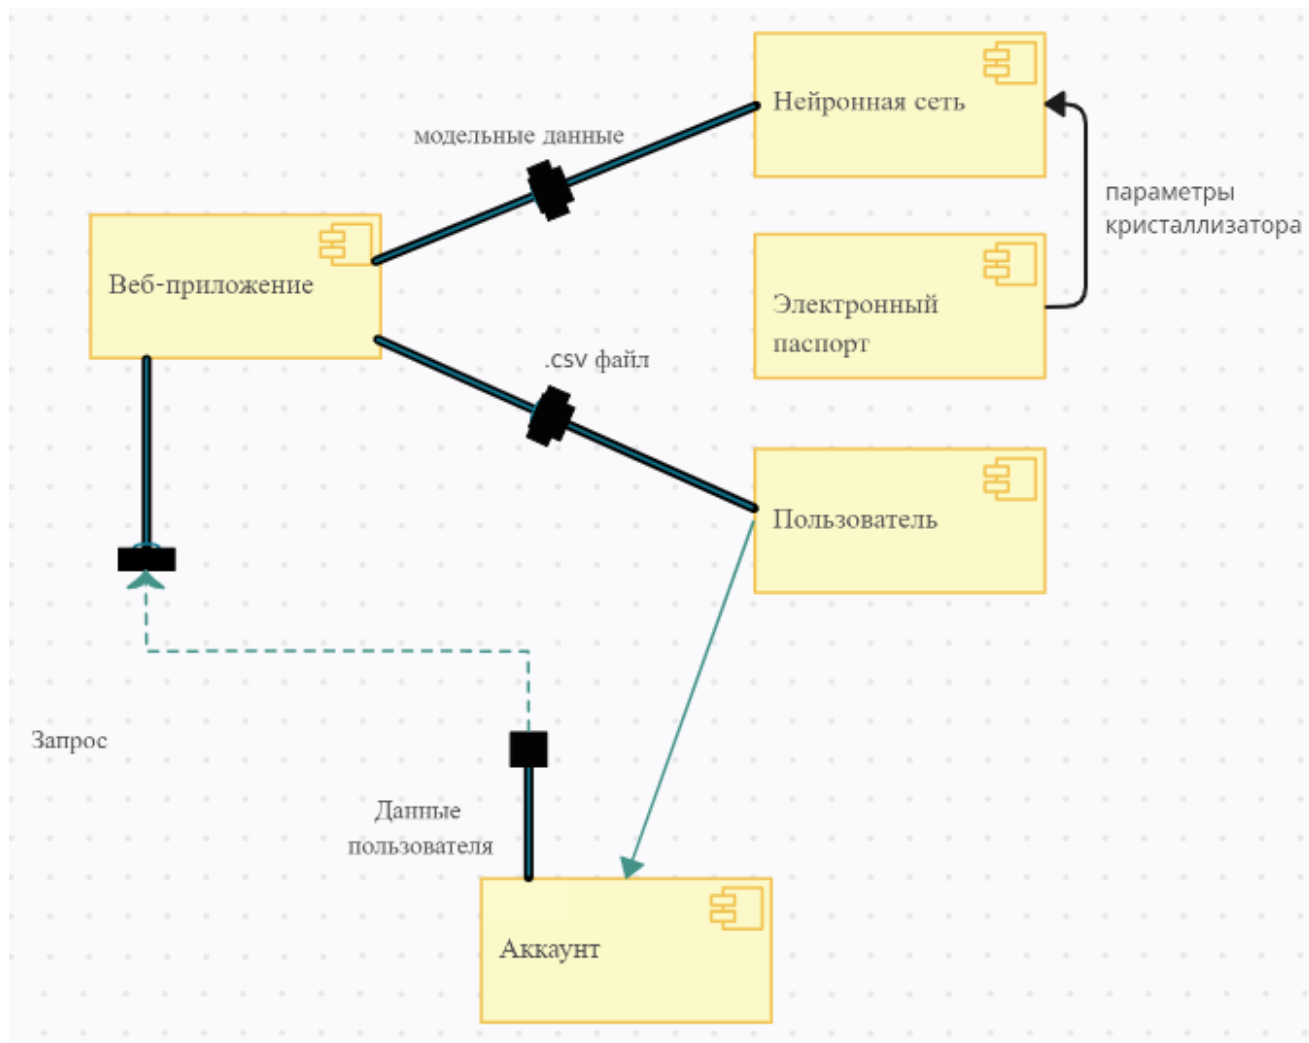 Нейронная сеть
модельные данные
параметры
кристаллизатора
Веб-приложение
Электронный
паспорт
.csv файл
Пользователь
Запрос
Данные
пользователя
Аккаунт